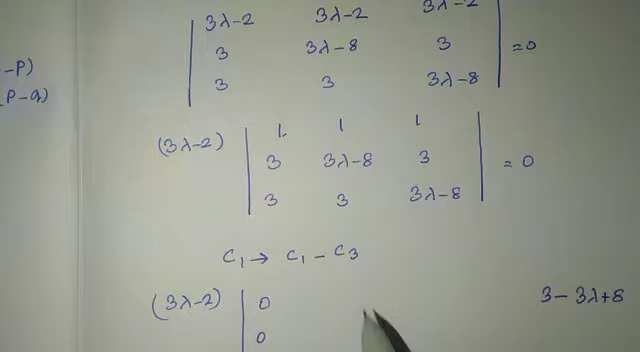 -P)
P-q)
| 3λ-2 3λ-2 3λ-2 |
| 3 3λ-8 3 | =0
| 3 3 3λ-8 |
(3λ-2) | 1. 1 1 |
| 3 3λ-8 3 | =0
| 3 3 3λ-8 |
C₁ → C₁ - C₃
(3λ-2) | 0
| 0
3-3λ+8